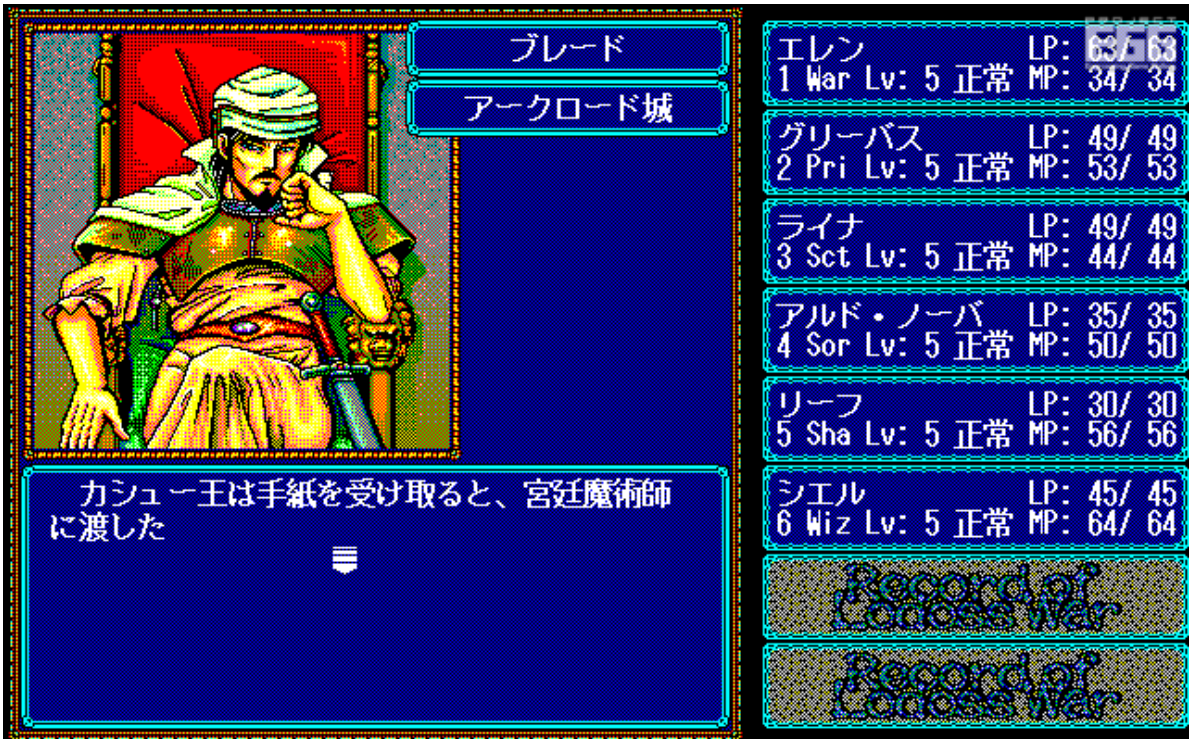 ブレード
アークロード城
カシュー王は手紙を受け取ると、宮廷魔術師
に渡した
PROJECT
EGG
エレン LP: 63/ 63
1 War Lv: 5 正常 MP: 34/ 34
グリーバス LP: 49/ 49
2 Pri Lv: 5 正常 MP: 53/ 53
ライナ LP: 49/ 49
3 Sct Lv: 5 正常 MP: 44/ 44
アルド・ノーバ LP: 35/ 35
4 Sor Lv: 5 正常 MP: 50/ 50
リーフ LP: 30/ 30
5 Sha Lv: 5 正常 MP: 56/ 56
シエル LP: 45/ 45
6 Wiz Lv: 5 正常 MP: 64/ 64
Record of
Lodoss War
Record of
Lodoss War